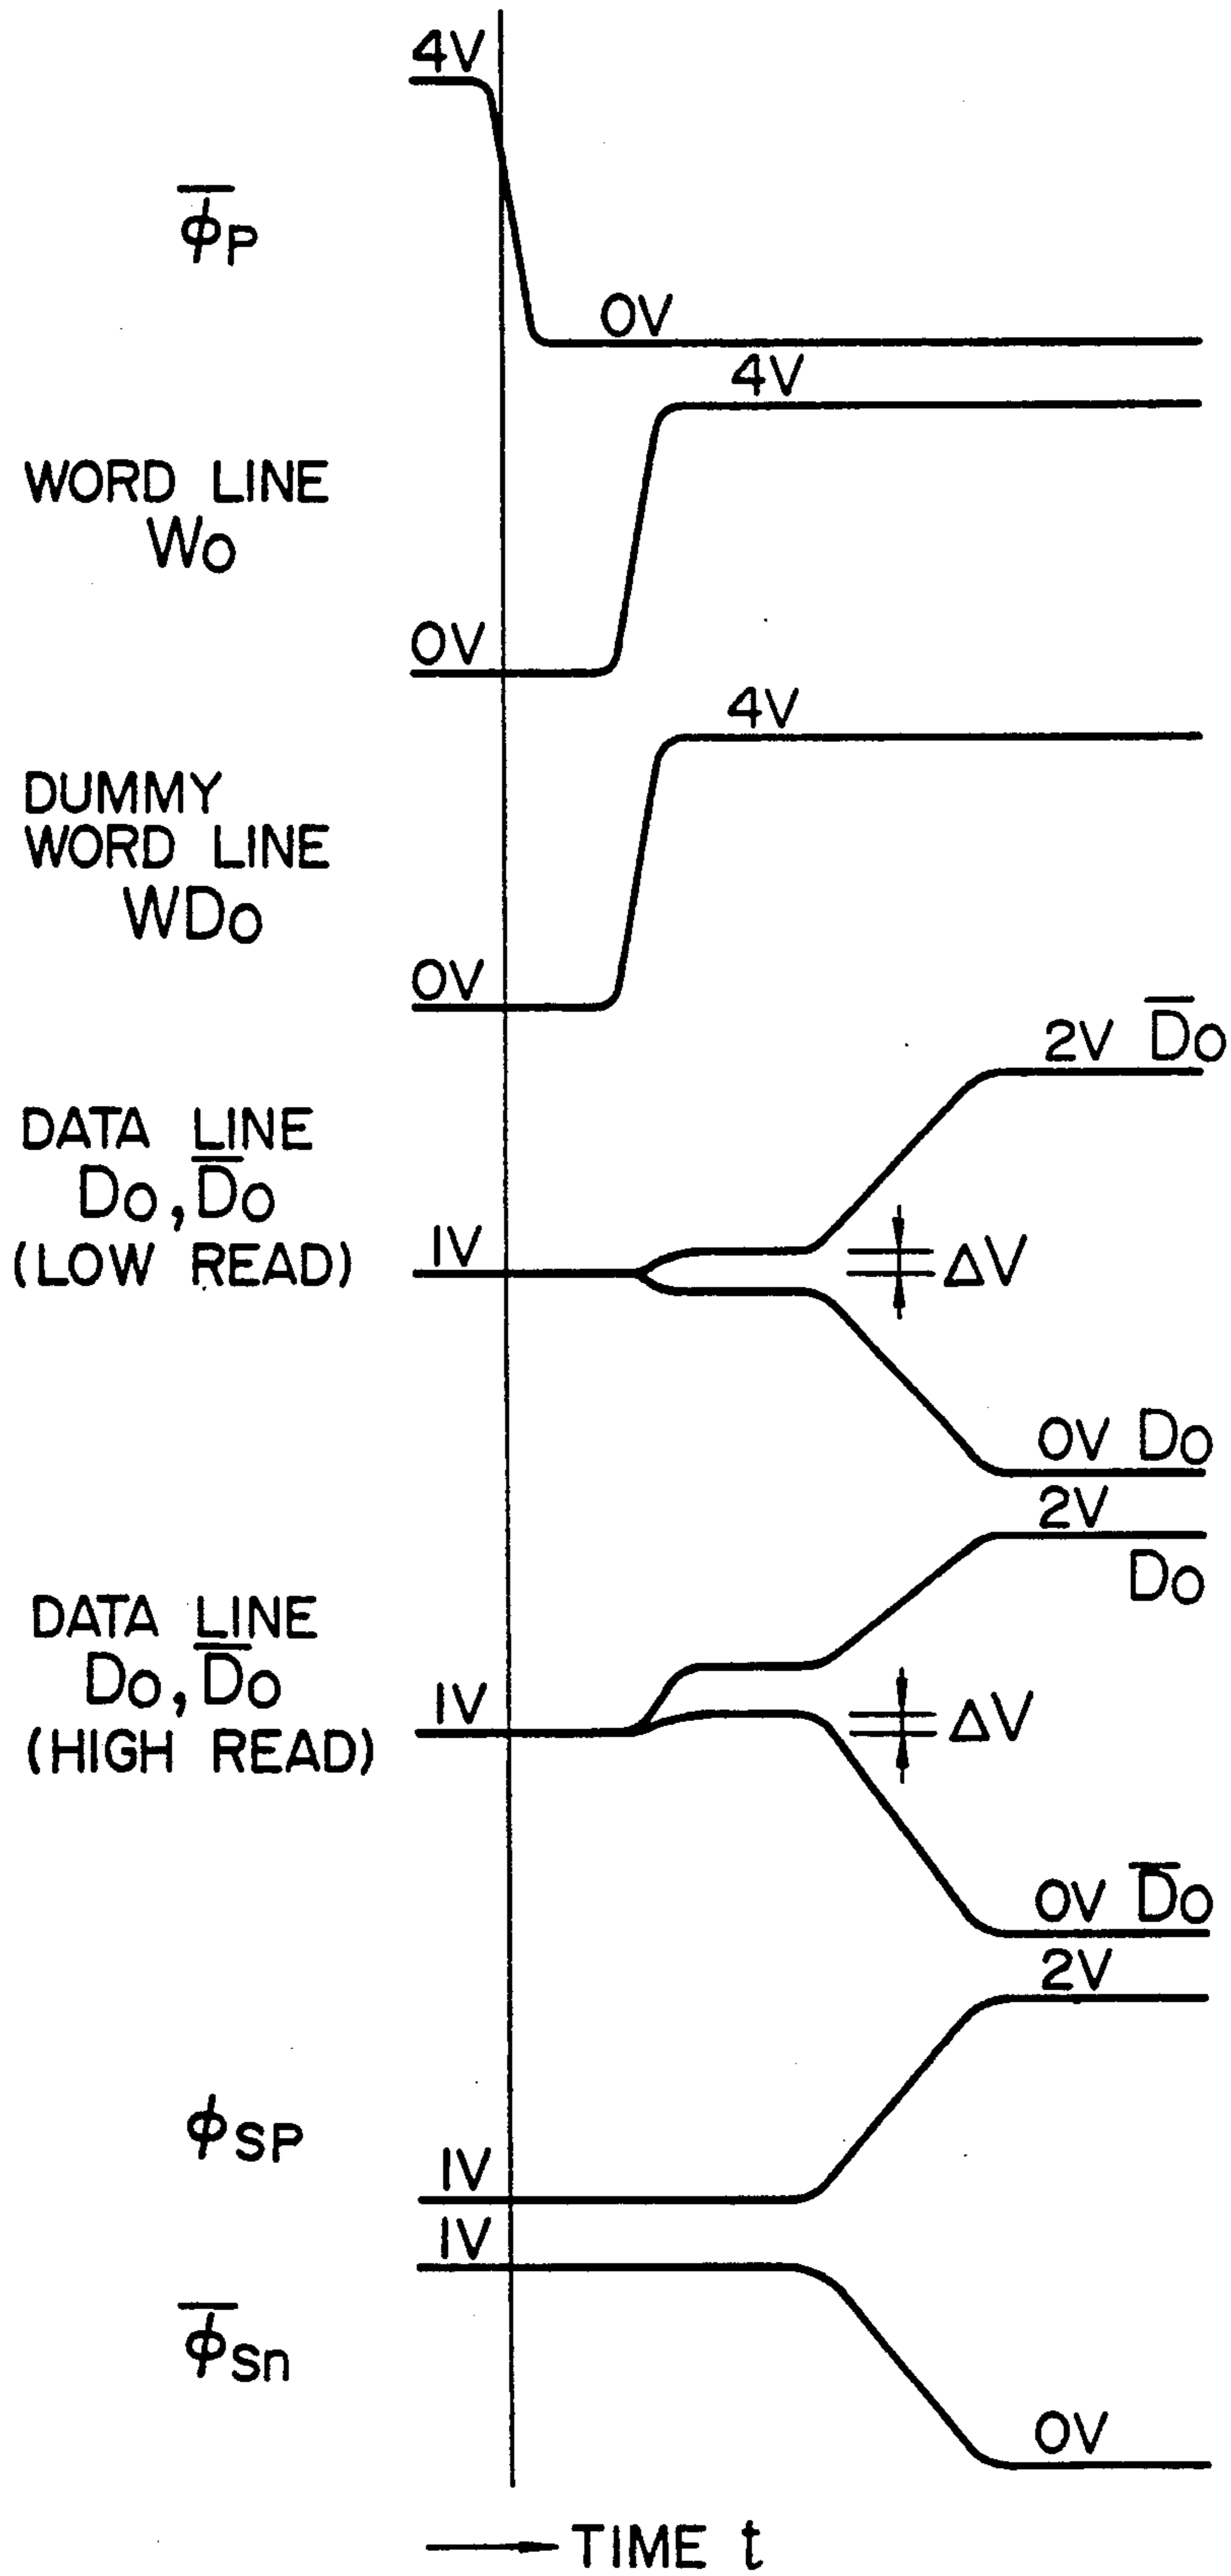 4V
φ̅P
0V
4V
WORD LINE
W0
0V
4V
DUMMY
WORD LINE
WD0
0V
2V D̅0
DATA LINE
D0, D̅0
(LOW READ)
1V
ΔV
0V D0
2V
D0
DATA LINE
D0, D̅0
(HIGH READ)
1V
ΔV
0V D̅0
2V
φSP
1V
1V
φ̅Sn
0V
TIME t